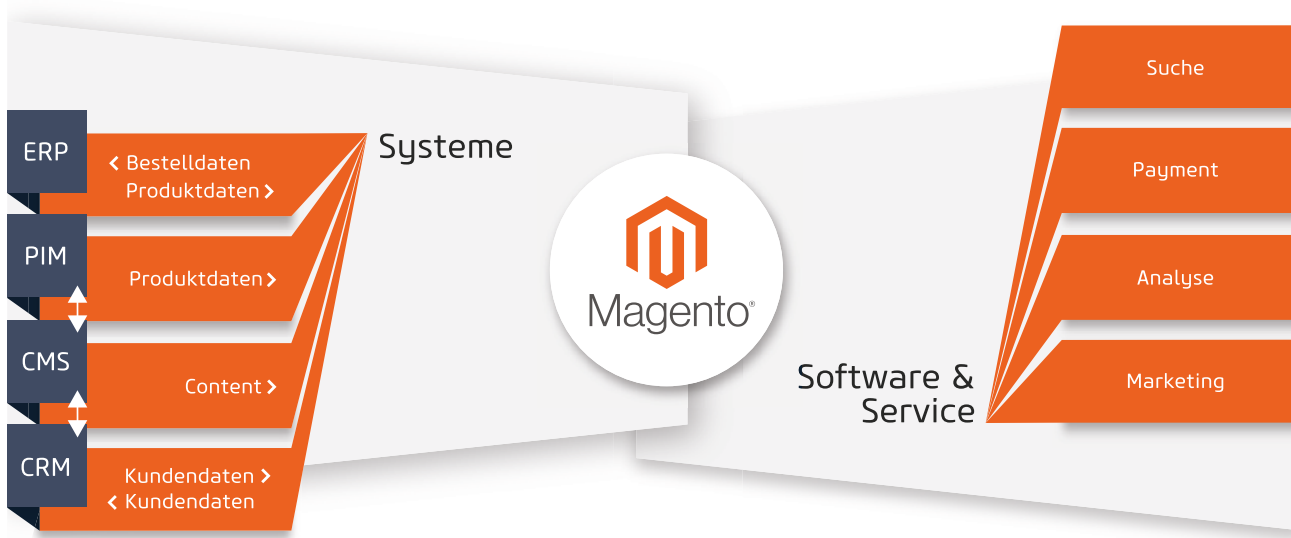 ERP
< Bestelldaten
Produktdaten >
PIM
Produktdaten >
CMS
Content >
CRM
Kundendaten >
< Kundendaten
Systeme
Magento®
Software &
Service
Suche
Payment
Analyse
Marketing